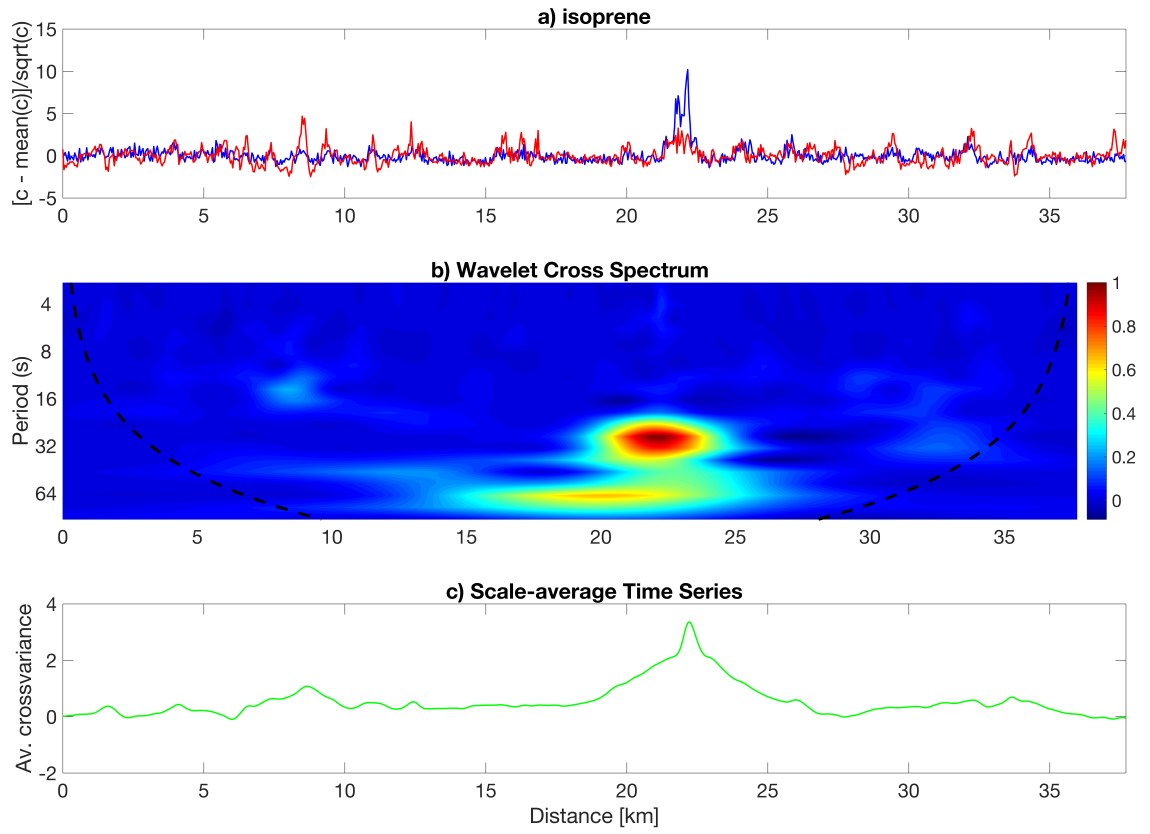 a) isoprene
[c - mean(c)]/sqrt(c
15
10
5
0
-5
0 5 10 15 20 25 30 35
b) Wavelet Cross Spectrum
Period (s)
4
8
16
32
64
0 5 10 15 20 25 30 35
1
0.8
0.6
0.4
0.2
0
c) Scale-average Time Series
Av. crossvariance
4
2
0
-2
0 5 10 15 20 25 30 35
Distance [km]